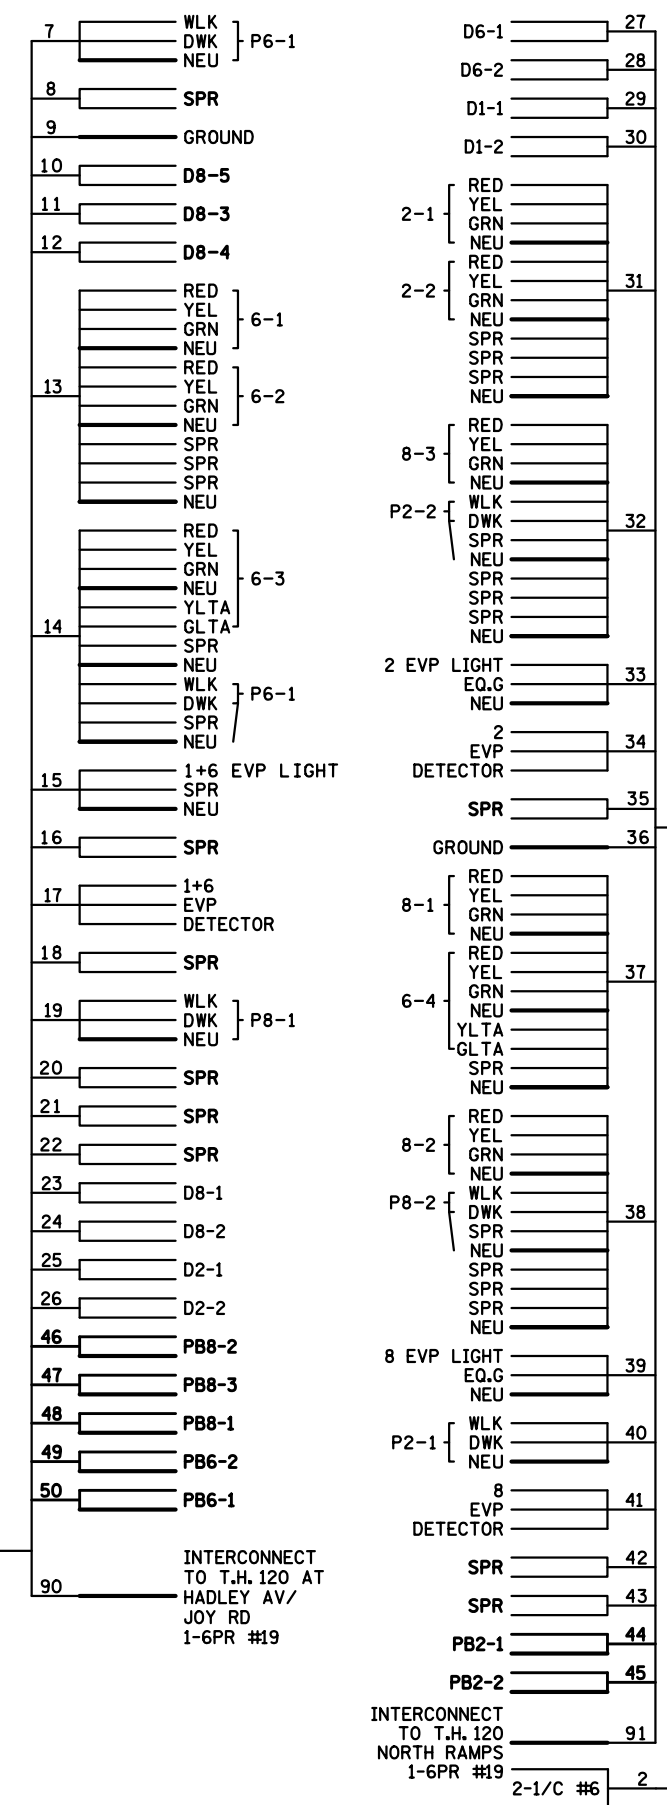 7
WLK
DWK
NEU
P6-1
8
SPR
9
GROUND
10
D8-5
11
D8-3
12
D8-4
13
RED
YEL
GRN
NEU
6-1
RED
YEL
GRN
NEU
6-2
SPR
SPR
SPR
NEU
14
RED
YEL
GRN
NEU
YLTA
GLTA
6-3
SPR
NEU
WLK
DWK
SPR
NEU
P6-1
15
1+6 EVP LIGHT
SPR
NEU
16
SPR
17
1+6
EVP
DETECTOR
18
SPR
19
WLK
DWK
NEU
P8-1
20
SPR
21
SPR
22
SPR
23
D8-1
24
D8-2
25
D2-1
26
D2-2
46
PB8-2
47
PB8-3
48
PB8-1
49
PB6-2
50
PB6-1
90
INTERCONNECT
TO T.H. 120 AT
HADLEY AV/
JOY RD
1-6PR #19
D6-1
27
D6-2
28
D1-1
29
D1-2
30
2-1
RED
YEL
GRN
NEU
2-2
RED
YEL
GRN
NEU
SPR
SPR
SPR
NEU
31
8-3
RED
YEL
GRN
NEU
P2-2
WLK
DWK
SPR
NEU
SPR
SPR
SPR
NEU
32
2 EVP LIGHT
EQ.G
NEU
33
2
EVP
DETECTOR
34
SPR
35
GROUND
36
8-1
RED
YEL
GRN
NEU
6-4
RED
YEL
GRN
NEU
YLTA
GLTA
SPR
NEU
37
8-2
RED
YEL
GRN
NEU
P8-2
WLK
DWK
SPR
NEU
SPR
SPR
SPR
NEU
38
8 EVP LIGHT
EQ.G
NEU
39
P2-1
WLK
DWK
NEU
40
8
EVP
DETECTOR
41
SPR
42
SPR
43
PB2-1
44
PB2-2
45
INTERCONNECT
TO T.H. 120
NORTH RAMPS
1-6PR #19
91
2-1/C #6
2